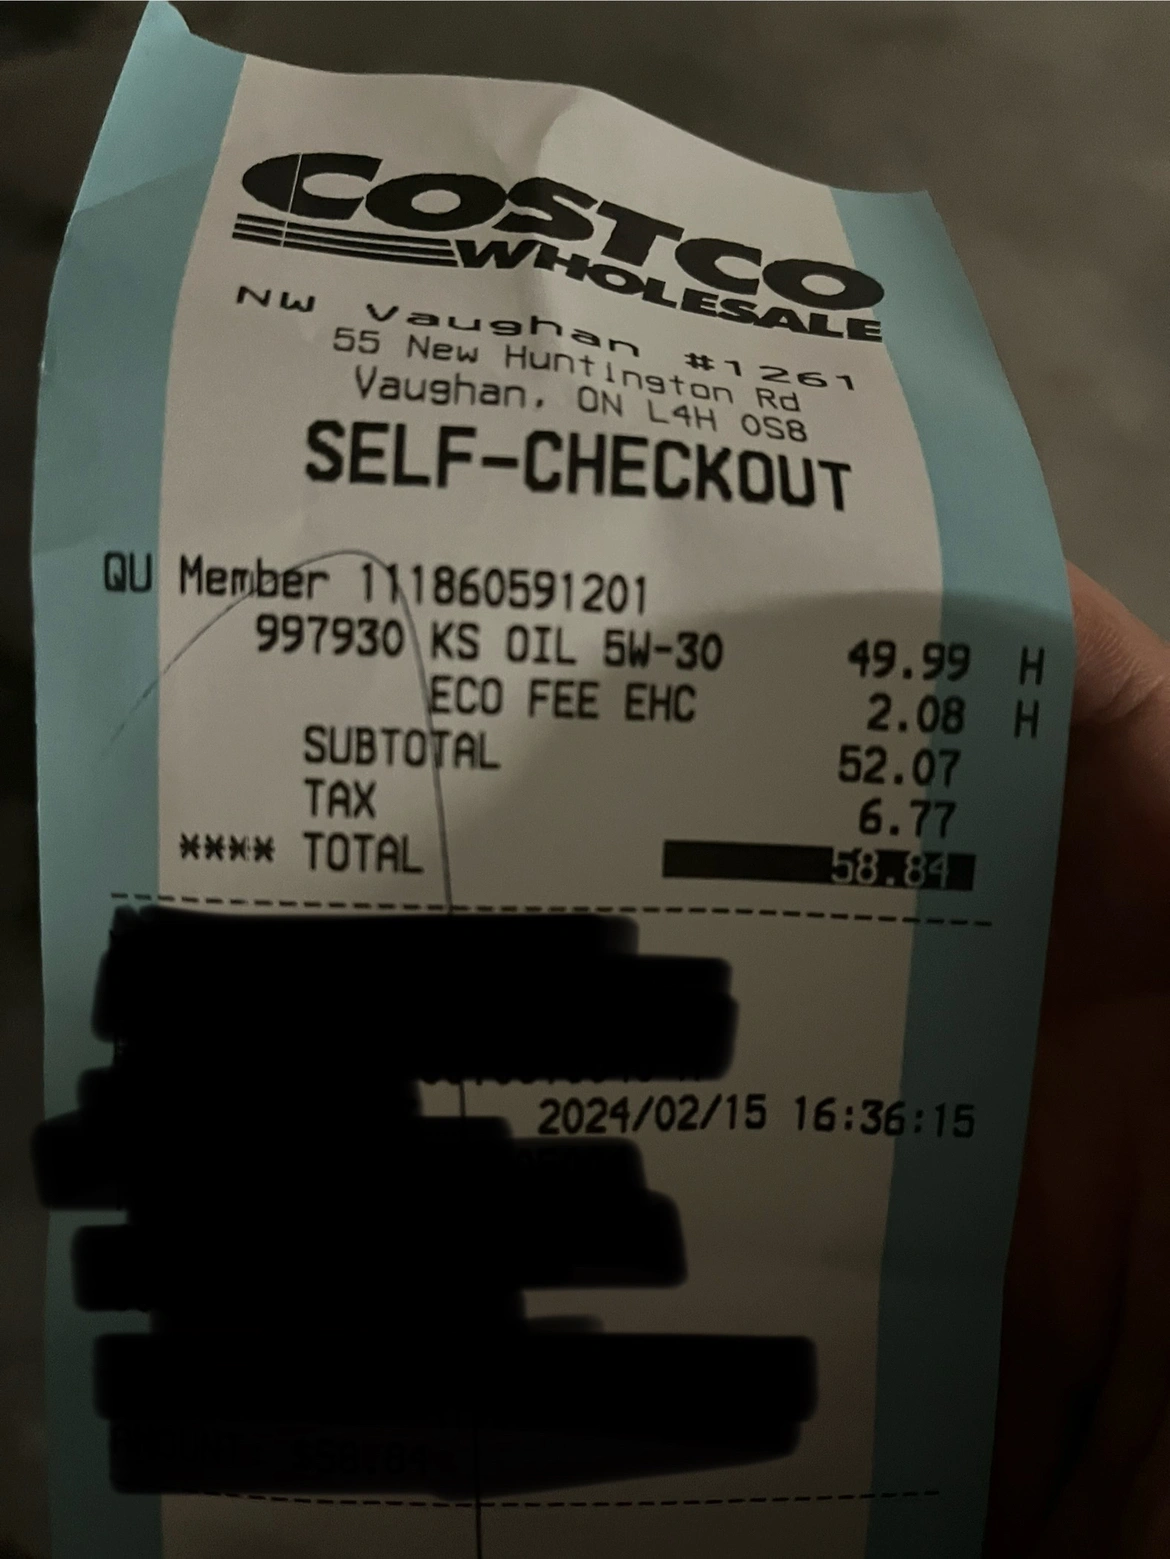 COSTCO
WHOLESALE
NW Vaughan #1261
55 New Huntington Rd
Vaughan, ON L4H 0S8
SELF-CHECKOUT
QU Member 111860591201
997930 KS OIL 5W-30 49.99 H
ECO FEE EHC 2.08 H
SUBTOTAL 52.07
TAX 6.77
**** TOTAL 58.84
2024/02/15 16:36:15